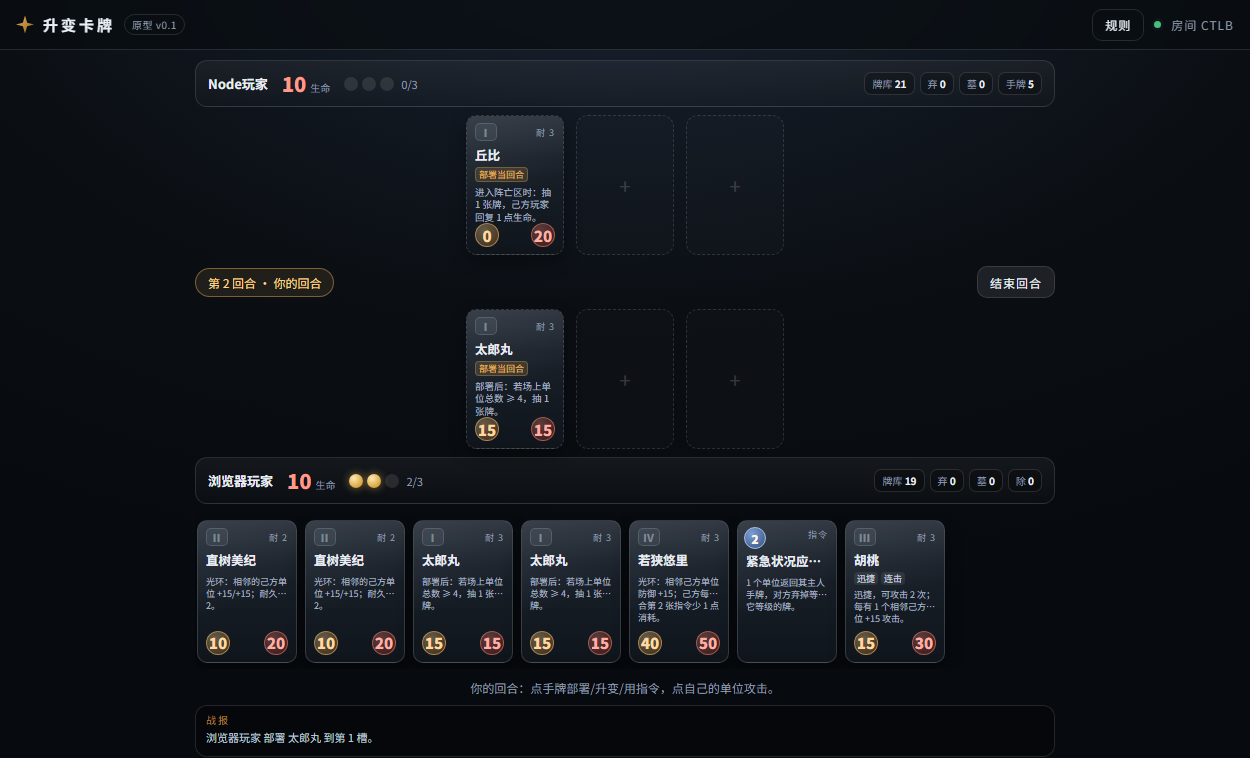 升变卡牌 原型 v0.1 规则 房间 CTLB
Node玩家 10 生命 0/3 牌库 21 弃 0 墓 0 手牌 5
I 耐 3
丘比
部署当回合
进入阵亡区时：抽
1 张牌，己方玩家
回复 1 点生命。
0 20
+
+
第 2 回合 · 你的回合 结束回合
I 耐 3
太郎丸
部署当回合
部署后：若场上单
位总数 ≥ 4，抽 1
张牌。
15 15
+
+
浏览器玩家 10 生命 2/3 牌库 19 弃 0 墓 0 除 0
II 耐 2
直树美纪
光环：相邻的己方单
位 +15/+15；耐久…
2。
10 20
II 耐 2
直树美纪
光环：相邻的己方单
位 +15/+15；耐久…
2。
10 20
I 耐 3
太郎丸
部署后：若场上单位
总数 ≥ 4，抽 1 张…
牌。
15 15
I 耐 3
太郎丸
部署后：若场上单位
总数 ≥ 4，抽 1 张…
牌。
15 15
IV 耐 3
若狭悠里
光环：相邻己方单位
防御 +15；己方每…
合第 2 张指令少 1 点
消耗。
40 50
2 指令
紧急状况应…
1 个单位返回其主人
手牌，对方弃掉等…
它等级的牌。
III 耐 3
胡桃
迅捷 连击
迅捷，可攻击 2 次；
每有 1 个相邻己方…
位 +15 攻击。
15 30
你的回合：点手牌部署/升变/用指令，点自己的单位攻击。
战报
浏览器玩家 部署 太郎丸 到第 1 槽。